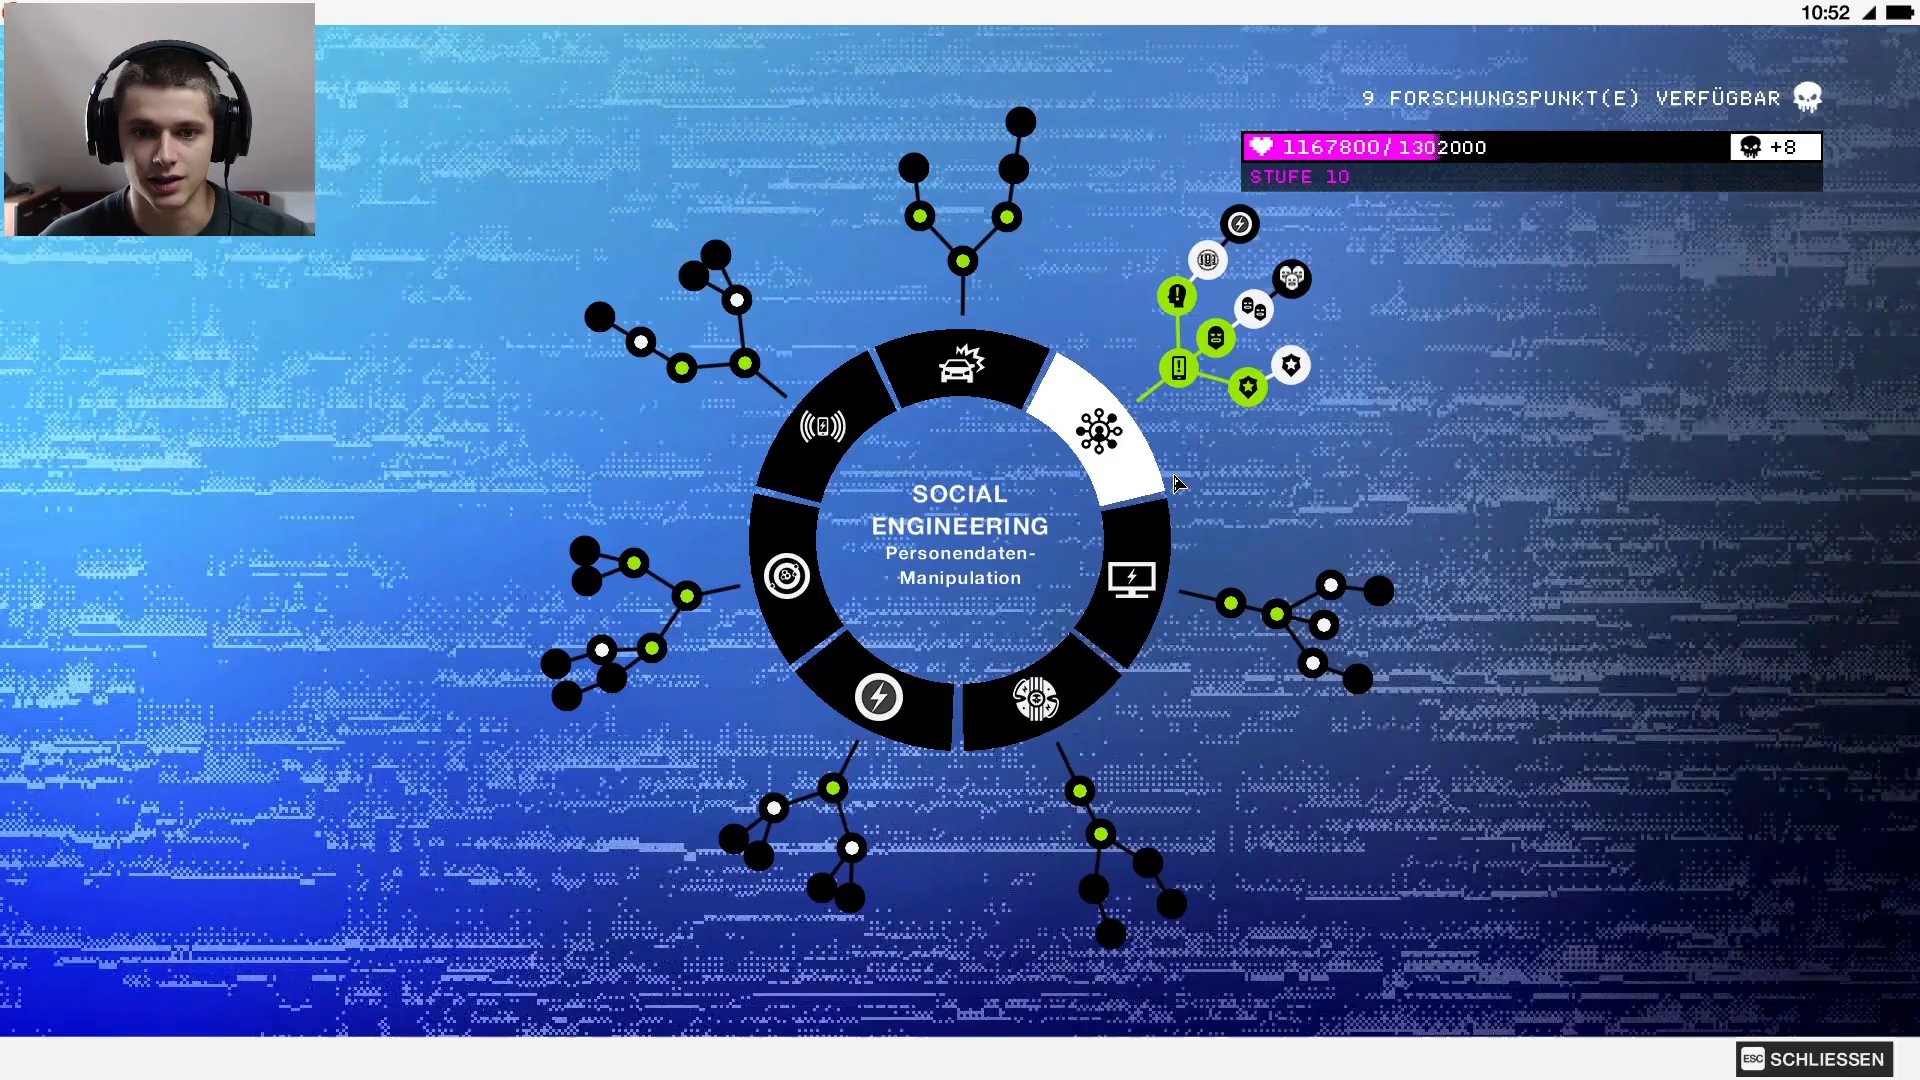 10:52
9 FORSCHUNGSPUNKT(E) VERFÜGBAR
1167800/1302000
+8
STUFE 10
SOCIAL
ENGINEERING
Personendaten-
Manipulation
ESC SCHLIESSEN